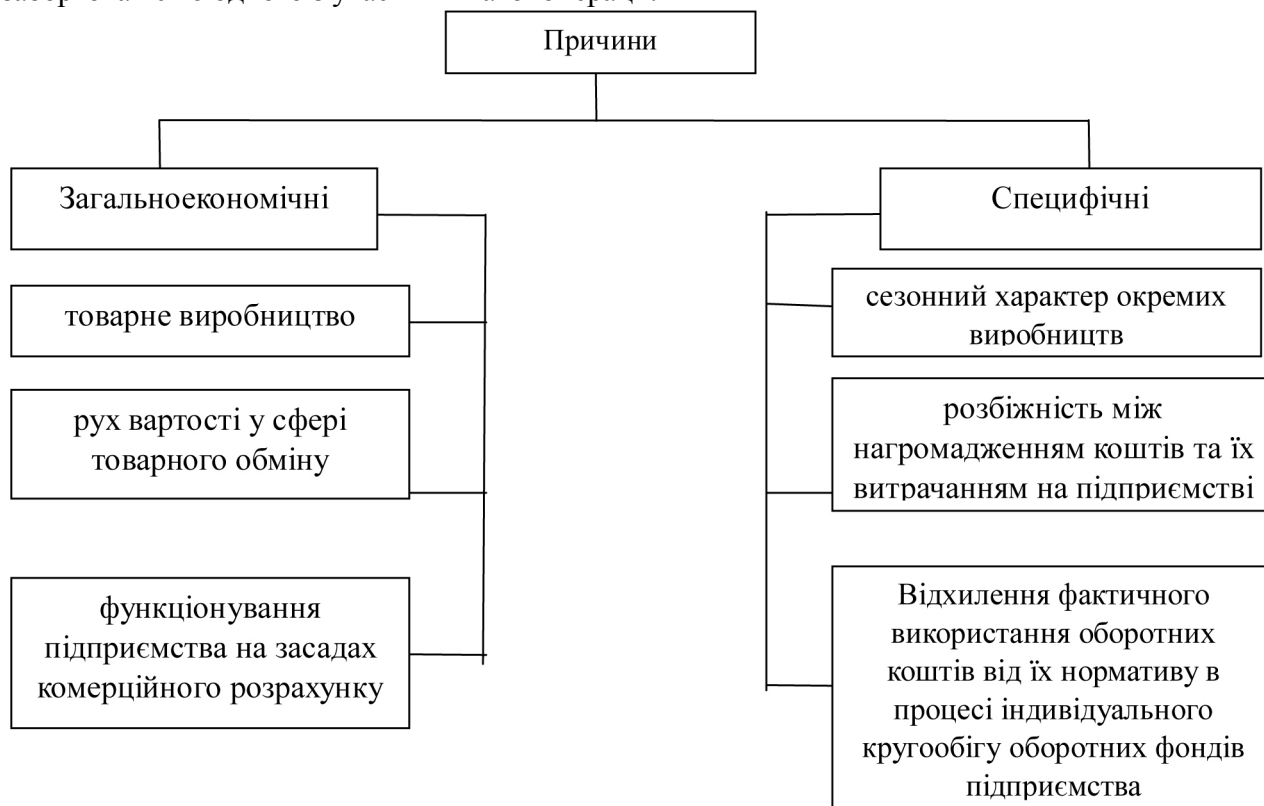 Причини
Загальноекономічні
Специфічні
товарне виробництво
сезонний характер окремих
виробництв
рух вартості у сфері
товарного обміну
розбіжність між
нагромадженням коштів та їх
витрачанням на підприємстві
функціонування
підприємства на засадах
комерційного розрахунку
Відхилення фактичного
використання оборотних
коштів від їх нормативу в
процесі індивідуального
кругообігу оборотних фондів
підприємства